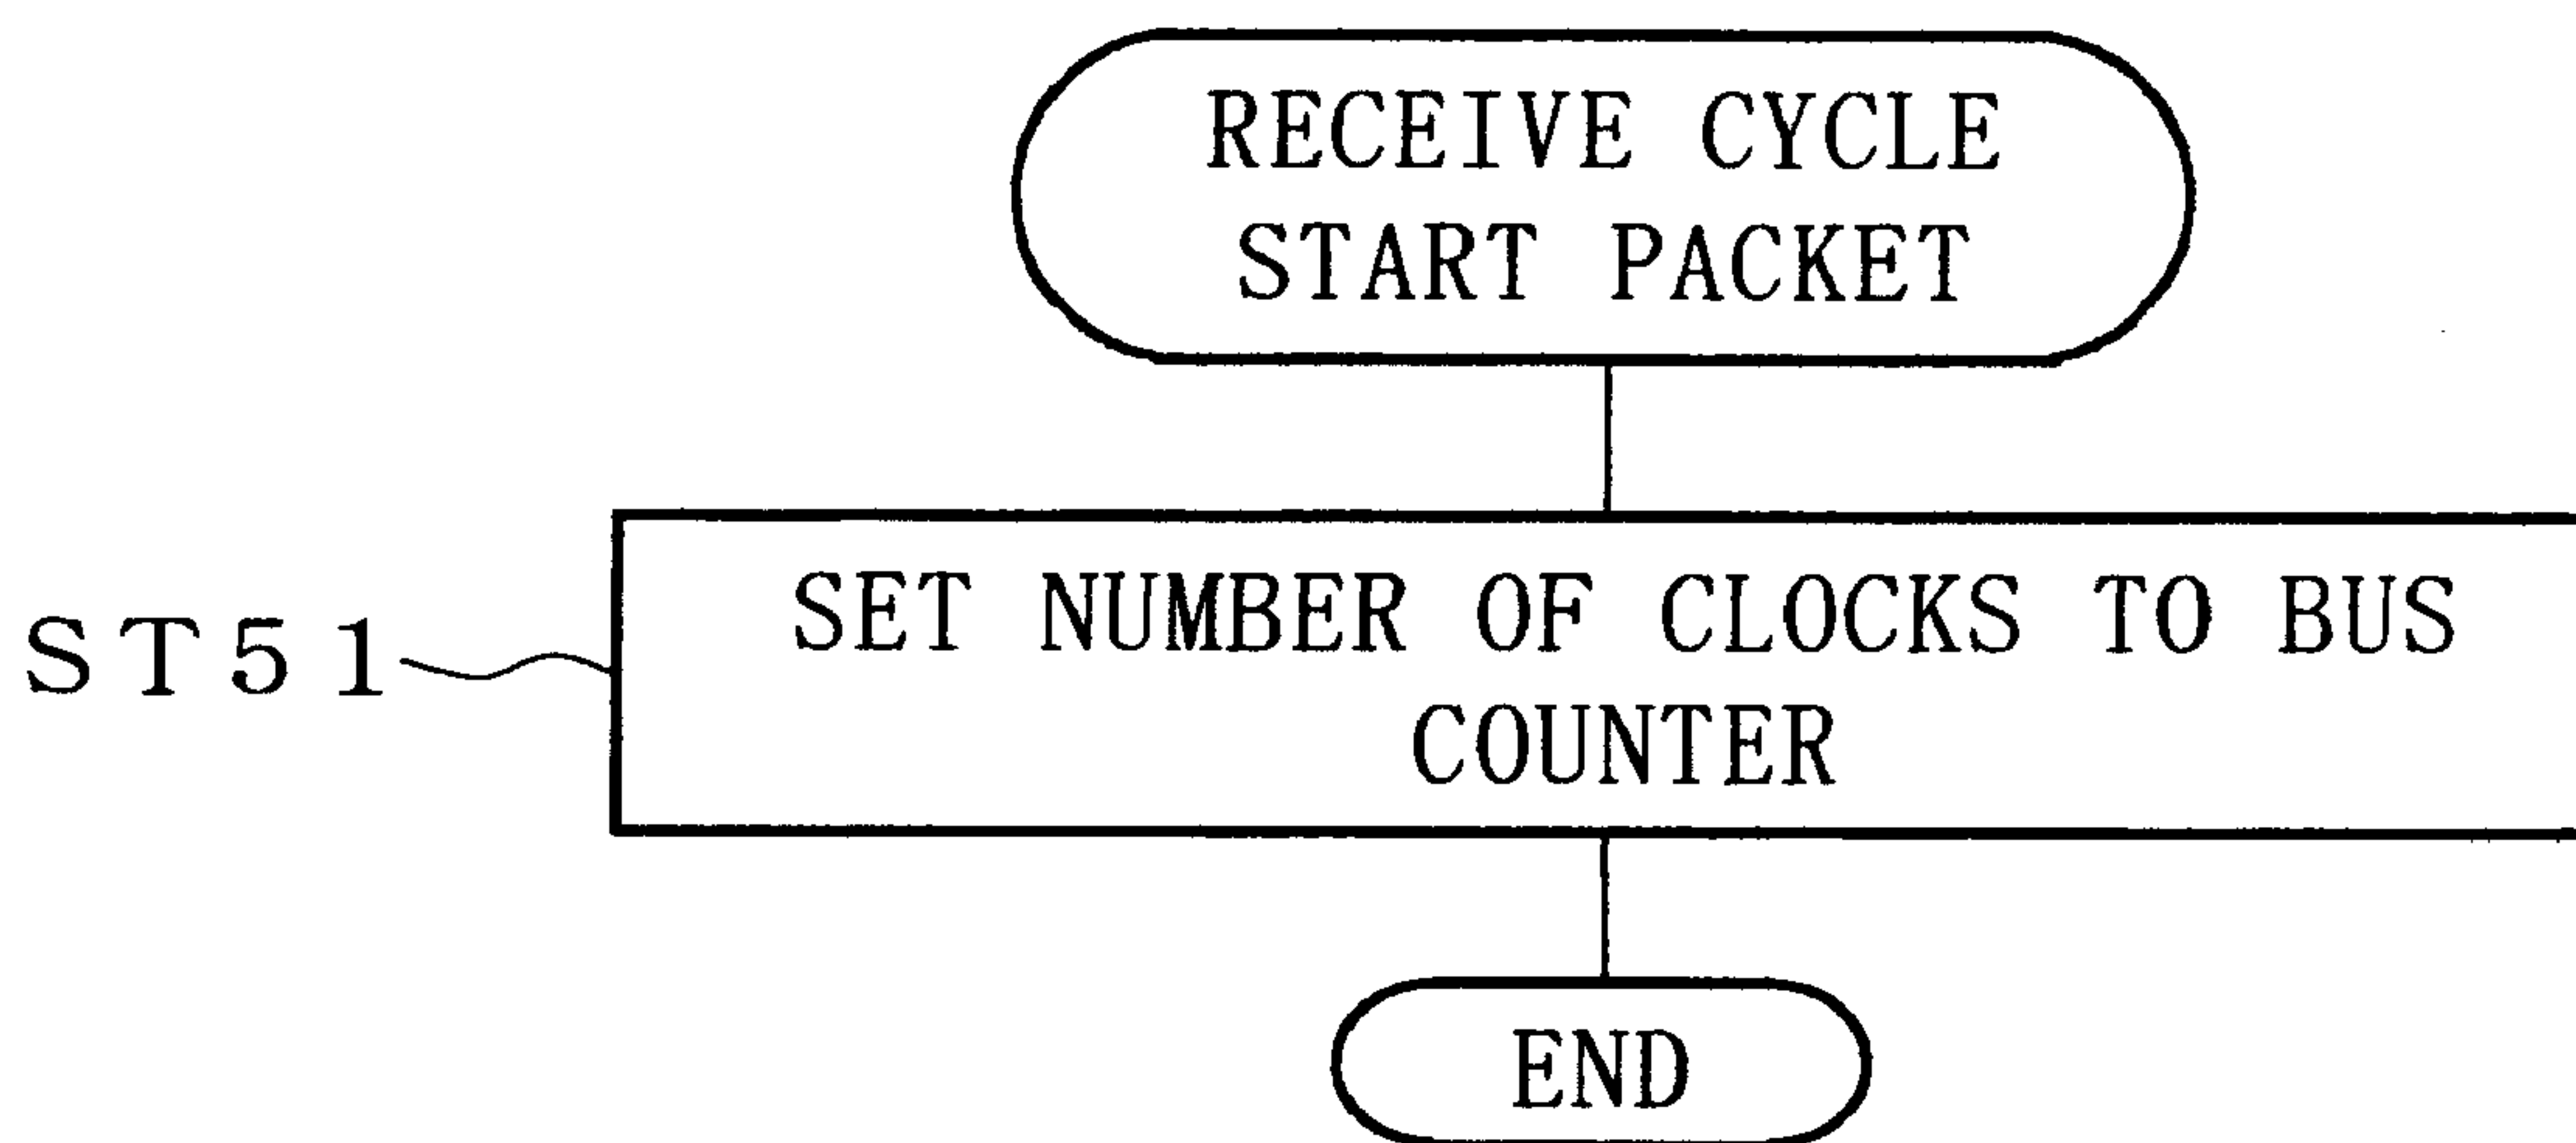 RECEIVE CYCLE
START PACKET
SET NUMBER OF CLOCKS TO BUS
ST51
COUNTER
END